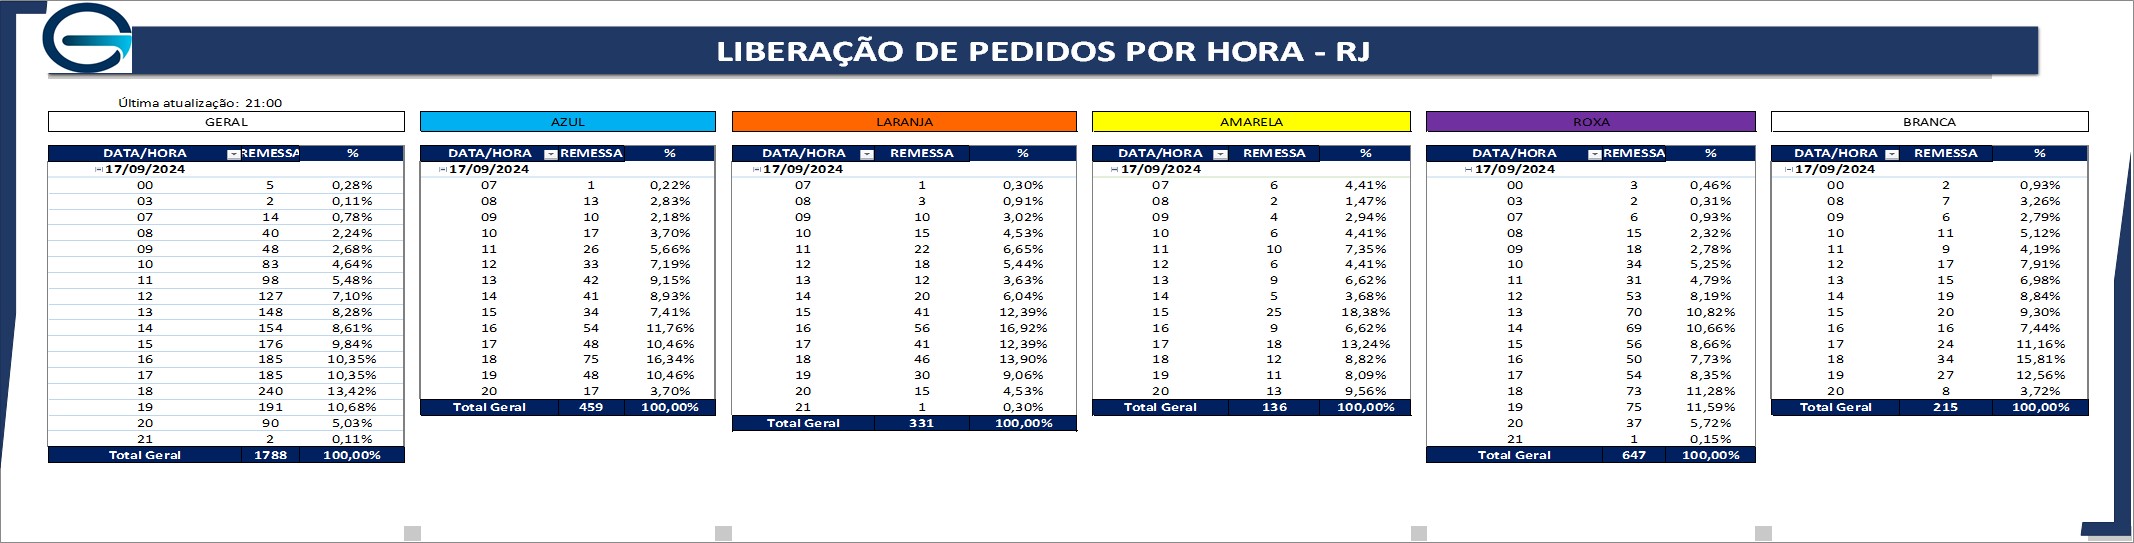 LIBERAÇÃO DE PEDIDOS POR HORA - RJ
Última atualização: 21:00
GERAL
DATA/HORA REMESSA %
17/09/2024
00 5 0,28%
03 2 0,11%
07 14 0,78%
08 40 2,24%
09 48 2,68%
10 83 4,64%
11 98 5,48%
12 127 7,10%
13 148 8,28%
14 154 8,61%
15 176 9,84%
16 185 10,35%
17 185 10,35%
18 240 13,42%
19 191 10,68%
20 90 5,03%
21 2 0,11%
Total Geral 1788 100,00%
AZUL
DATA/HORA REMESSA %
17/09/2024
07 1 0,22%
08 13 2,83%
09 10 2,18%
10 17 3,70%
11 26 5,66%
12 33 7,19%
13 42 9,15%
14 41 8,93%
15 34 7,41%
16 54 11,76%
17 48 10,46%
18 75 16,34%
19 48 10,46%
20 17 3,70%
Total Geral 459 100,00%
LARANJA
DATA/HORA REMESSA %
17/09/2024
07 1 0,30%
08 3 0,91%
09 10 3,02%
10 15 4,53%
11 22 6,65%
12 18 5,44%
13 12 3,63%
14 20 6,04%
15 41 12,39%
16 56 16,92%
17 41 12,39%
18 46 13,90%
19 30 9,06%
20 15 4,53%
21 1 0,30%
Total Geral 331 100,00%
AMARELA
DATA/HORA REMESSA %
17/09/2024
07 6 4,41%
08 2 1,47%
09 4 2,94%
10 6 4,41%
11 10 7,35%
12 6 4,41%
13 9 6,62%
14 5 3,68%
15 25 18,38%
16 9 6,62%
17 18 13,24%
18 12 8,82%
19 11 8,09%
20 13 9,56%
Total Geral 136 100,00%
ROXA
DATA/HORA REMESSA %
17/09/2024
00 3 0,46%
03 2 0,31%
07 6 0,93%
08 15 2,32%
09 18 2,78%
10 34 5,25%
11 31 4,79%
12 53 8,19%
13 70 10,82%
14 69 10,66%
15 56 8,66%
16 50 7,73%
17 54 8,35%
18 73 11,28%
19 75 11,59%
20 37 5,72%
21 1 0,15%
Total Geral 647 100,00%
BRANCA
DATA/HORA REMESSA %
17/09/2024
00 2 0,93%
08 7 3,26%
09 6 2,79%
10 11 5,12%
11 9 4,19%
12 17 7,91%
13 15 6,98%
14 19 8,84%
15 20 9,30%
16 16 7,44%
17 24 11,16%
18 34 15,81%
19 27 12,56%
20 8 3,72%
Total Geral 215 100,00%